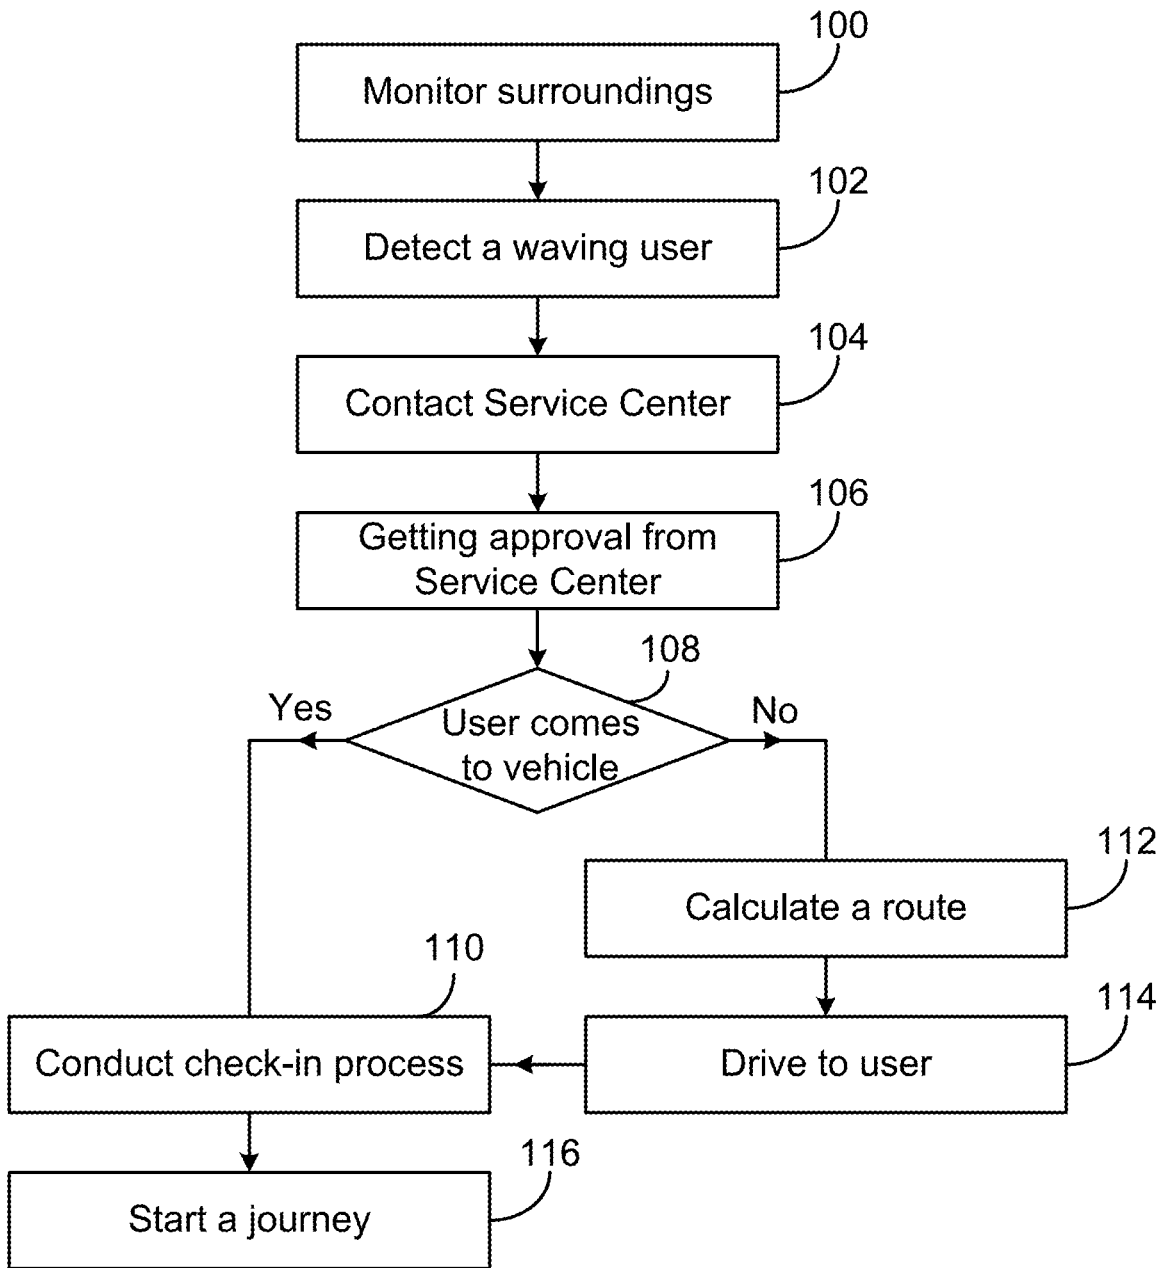 100
Monitor surroundings
102
Detect a waving user
104
Contact Service Center
106
Getting approval from
Service Center
108
Yes
User comes
to vehicle
No
112
Calculate a route
110
114
Conduct check-in process
Drive to user
116
Start a journey